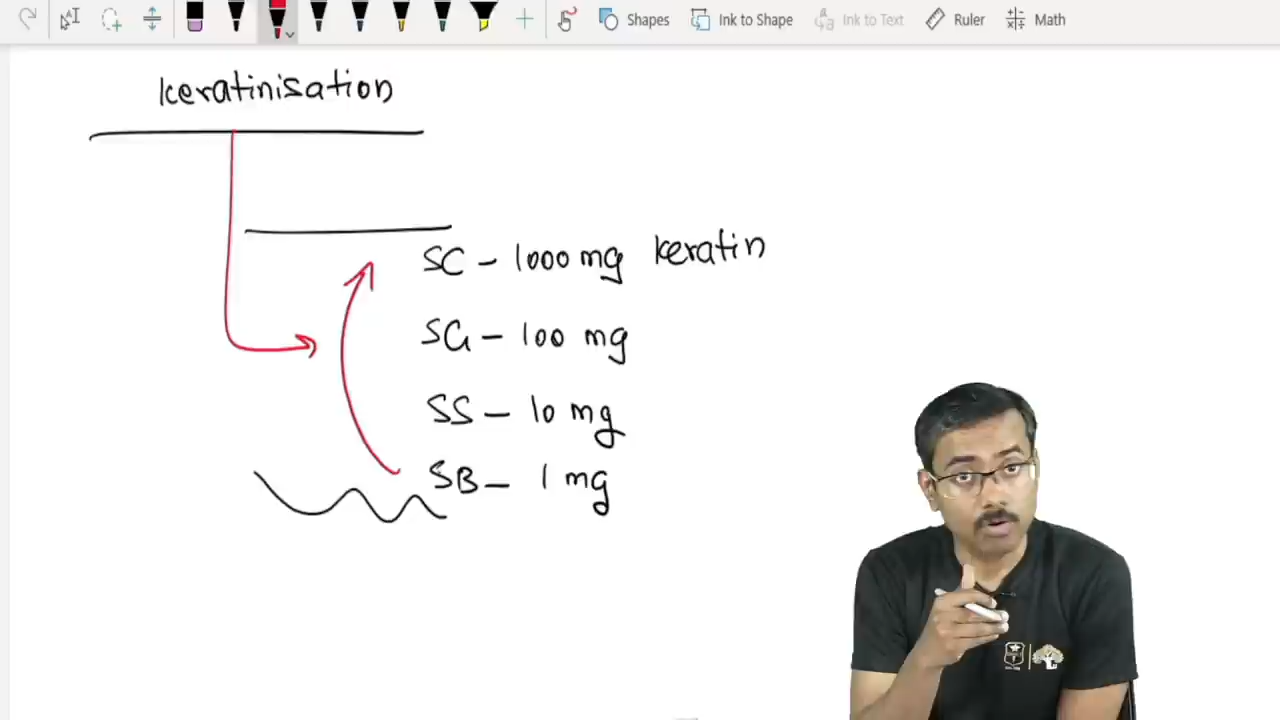 Shapes
Ink to Shape
Ink to Text
Ruler
Math
keratinisation
SC - 1000 mg keratin
SG - 100 mg
SS - 10 mg
SB - 1 mg